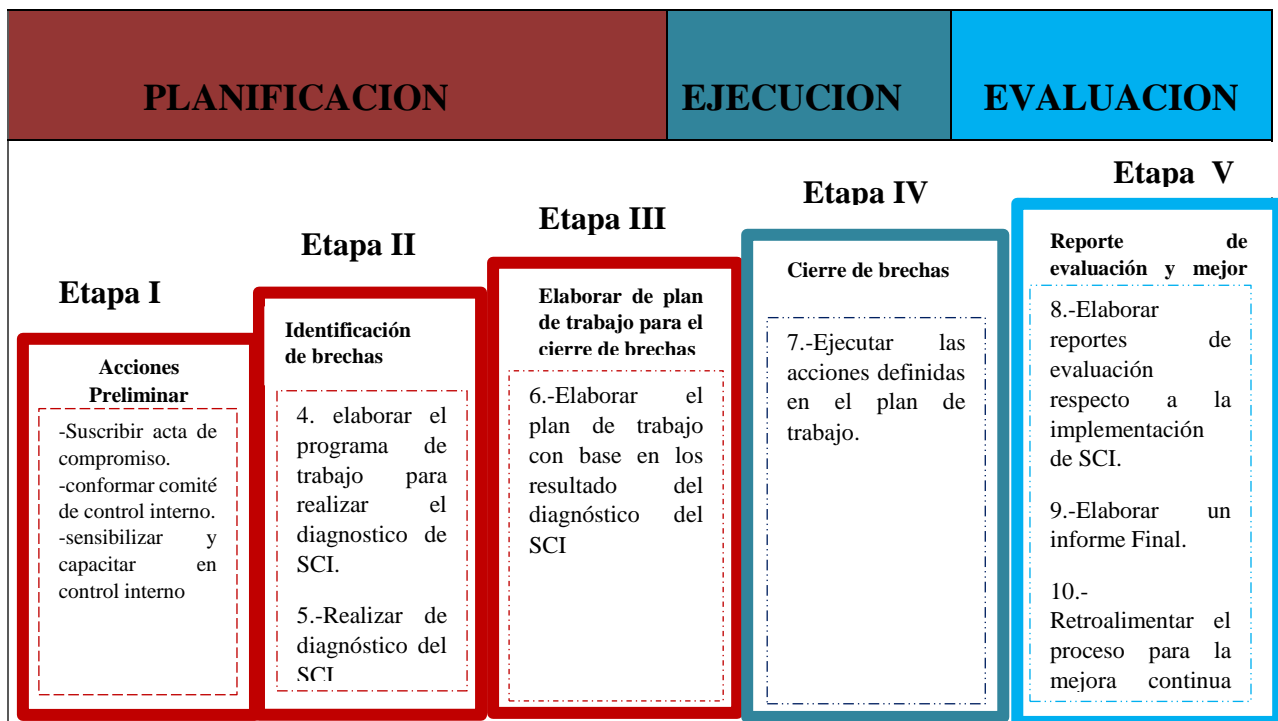 PLANIFICACION
EJECUCION
EVALUACION
Etapa I
Acciones
Preliminar
-Suscribir acta de
compromiso.
-conformar comité
de control interno.
-sensibilizar y
capacitar en
control interno
Etapa II
Identificación
de brechas
4. elaborar el
programa de
trabajo para
realizar el
diagnostico de
SCI.
5.-Realizar de
diagnóstico del
SCI
Etapa III
Elaborar de plan
de trabajo para el
cierre de brechas
6.-Elaborar el
plan de trabajo
con base en los
resultado del
diagnóstico del
SCI
Etapa IV
Cierre de brechas
7.-Ejecutar las
acciones definidas
en el plan de
trabajo.
Etapa V
Reporte de
evaluación y mejor
8.-Elaborar
reportes de
evaluación
respecto a la
implementación
de SCI.
9.-Elaborar un
informe Final.
10.-
Retroalimentar el
proceso para la
mejora continua